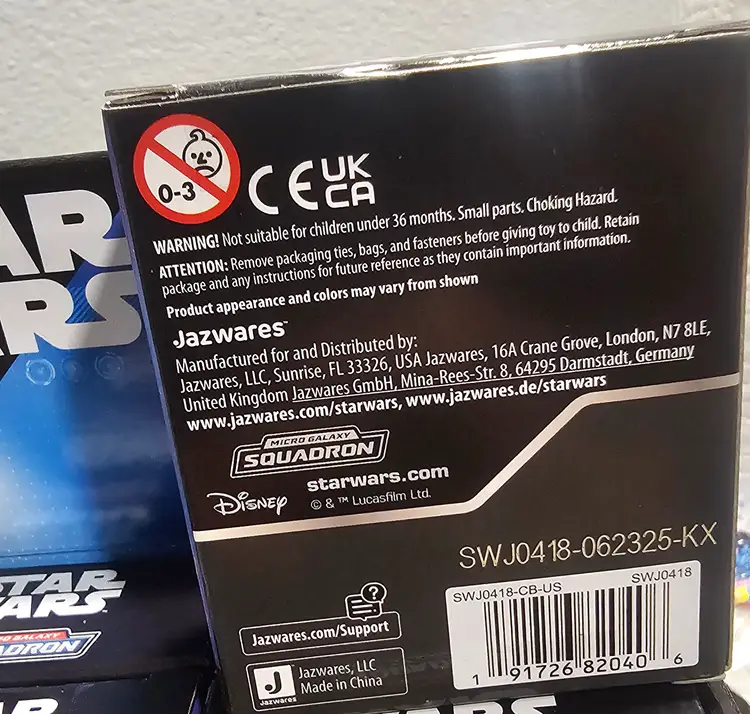 0-3
CE UK
CA
WARNING! Not suitable for children under 36 months. Small parts. Choking Hazard.
ATTENTION: Remove packaging ties, bags, and fasteners before giving toy to child. Retain
package and any instructions for future reference as they contain important information.
Product appearance and colors may vary from shown
Jazwares™
Manufactured for and Distributed by:
Jazwares, LLC, Sunrise, FL 33326, USA Jazwares, 16A Crane Grove, London, N7 8LE,
United Kingdom Jazwares GmbH, Mina-Rees-Str. 8, 64295 Darmstadt, Germany
www.jazwares.com/starwars, www.jazwares.de/starwars
MICRO GALAXY
SQUADRON
starwars.com
Disney © & ™ Lucasfilm Ltd.
SWJ0418-062325-KX
SWJ0418-CB-US SWJ0418
1 91726 82040 6
?
Jazwares.com/Support
J
Jazwares
Jazwares, LLC
Made in China
AR
RS
STAR
WARS
RO GALAXY
ADRON